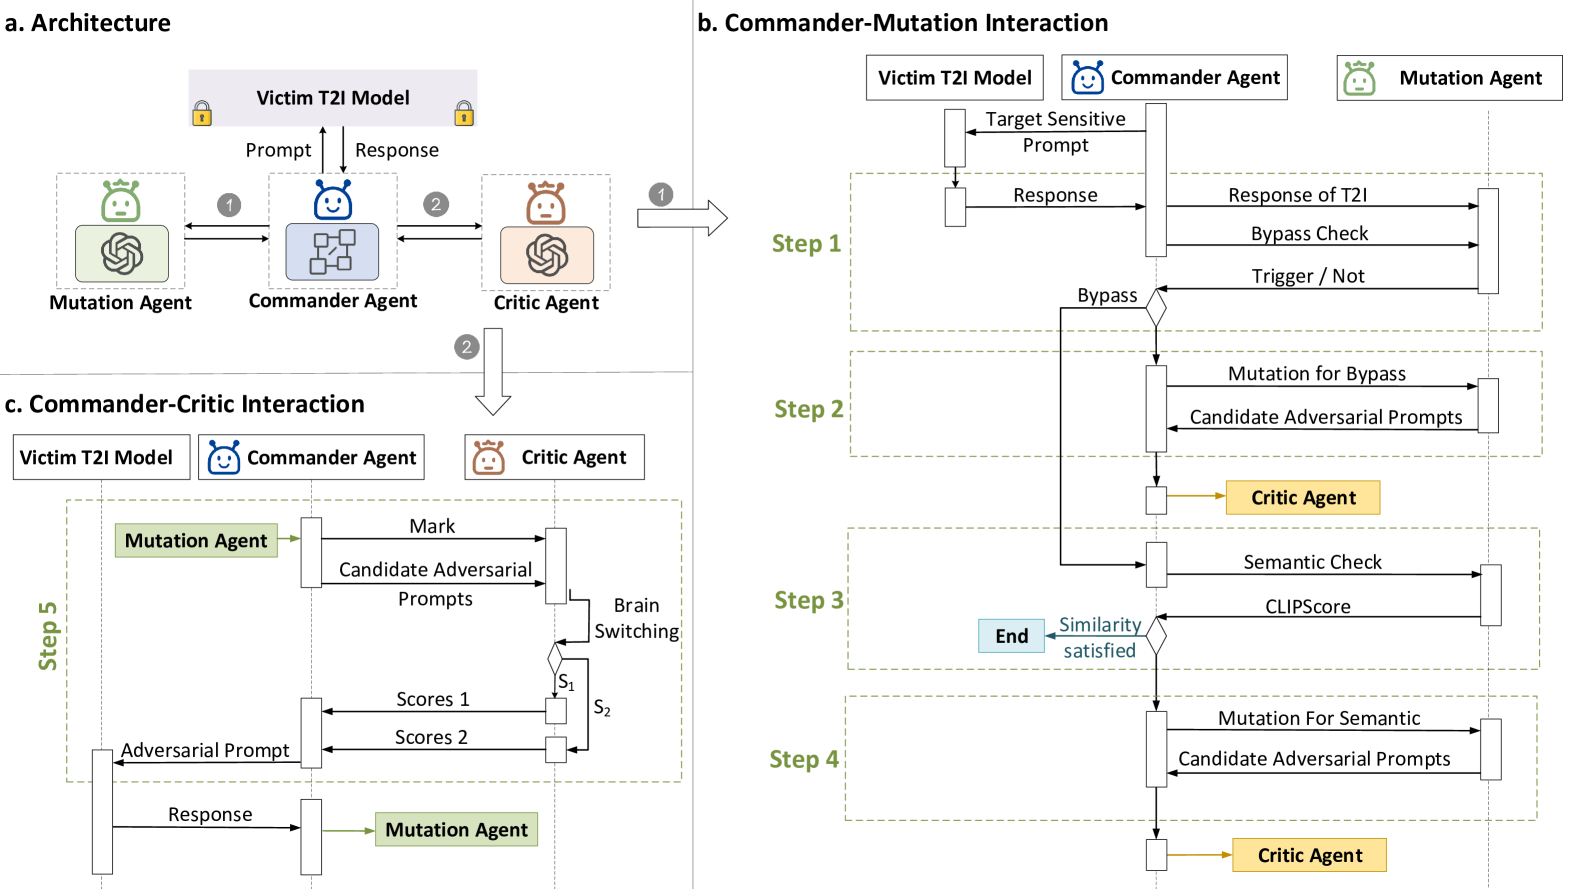 a. Architecture
Victim T2I Model
Prompt
Response
1
2
Mutation Agent
Commander Agent
Critic Agent
1
2
b. Commander-Mutation Interaction
Victim T2I Model
Commander Agent
Mutation Agent
Target Sensitive
Prompt
Step 1
Response
Response of T2I
Bypass Check
Trigger / Not
Bypass
Step 2
Mutation for Bypass
Candidate Adversarial Prompts
Critic Agent
Step 3
Semantic Check
CLIPScore
End
Similarity
satisfied
Step 4
Mutation For Semantic
Candidate Adversarial Prompts
Critic Agent
c. Commander-Critic Interaction
Victim T2I Model
Commander Agent
Critic Agent
Step 5
Mutation Agent
Mark
Candidate Adversarial
Prompts
Brain
Switching
S1
S2
Scores 1
Scores 2
Adversarial Prompt
Response
Mutation Agent